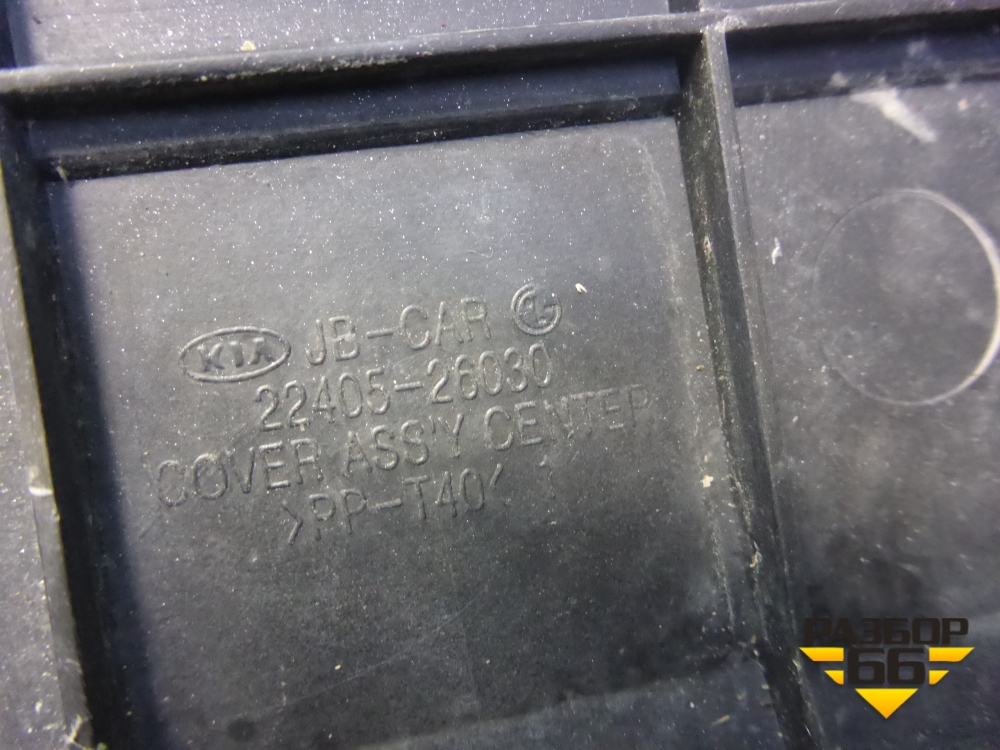 KIA JB-CAR
22405-26030
COVER ASS'Y CENTER
>PP-T40<
РАЗБОР
66